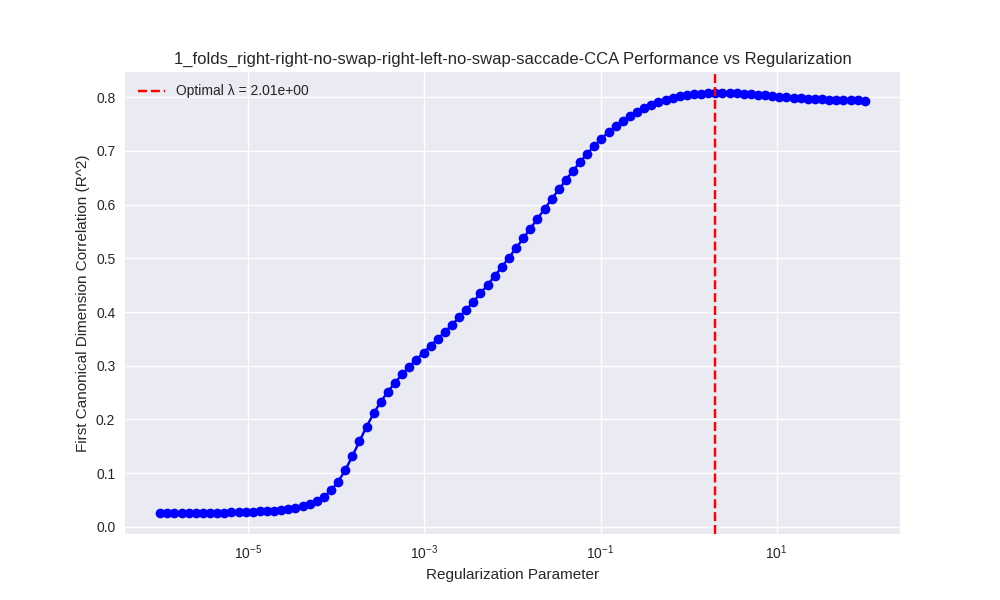 1_folds_right-right-no-swap-right-left-no-swap-saccade-CCA Performance vs Regularization
Optimal λ = 2.01e+00
First Canonical Dimension Correlation (R^2)
0.8
0.7
0.6
0.5
0.4
0.3
0.2
0.1
0.0
10⁻⁵ 10⁻³ 10⁻¹ 10¹
Regularization Parameter